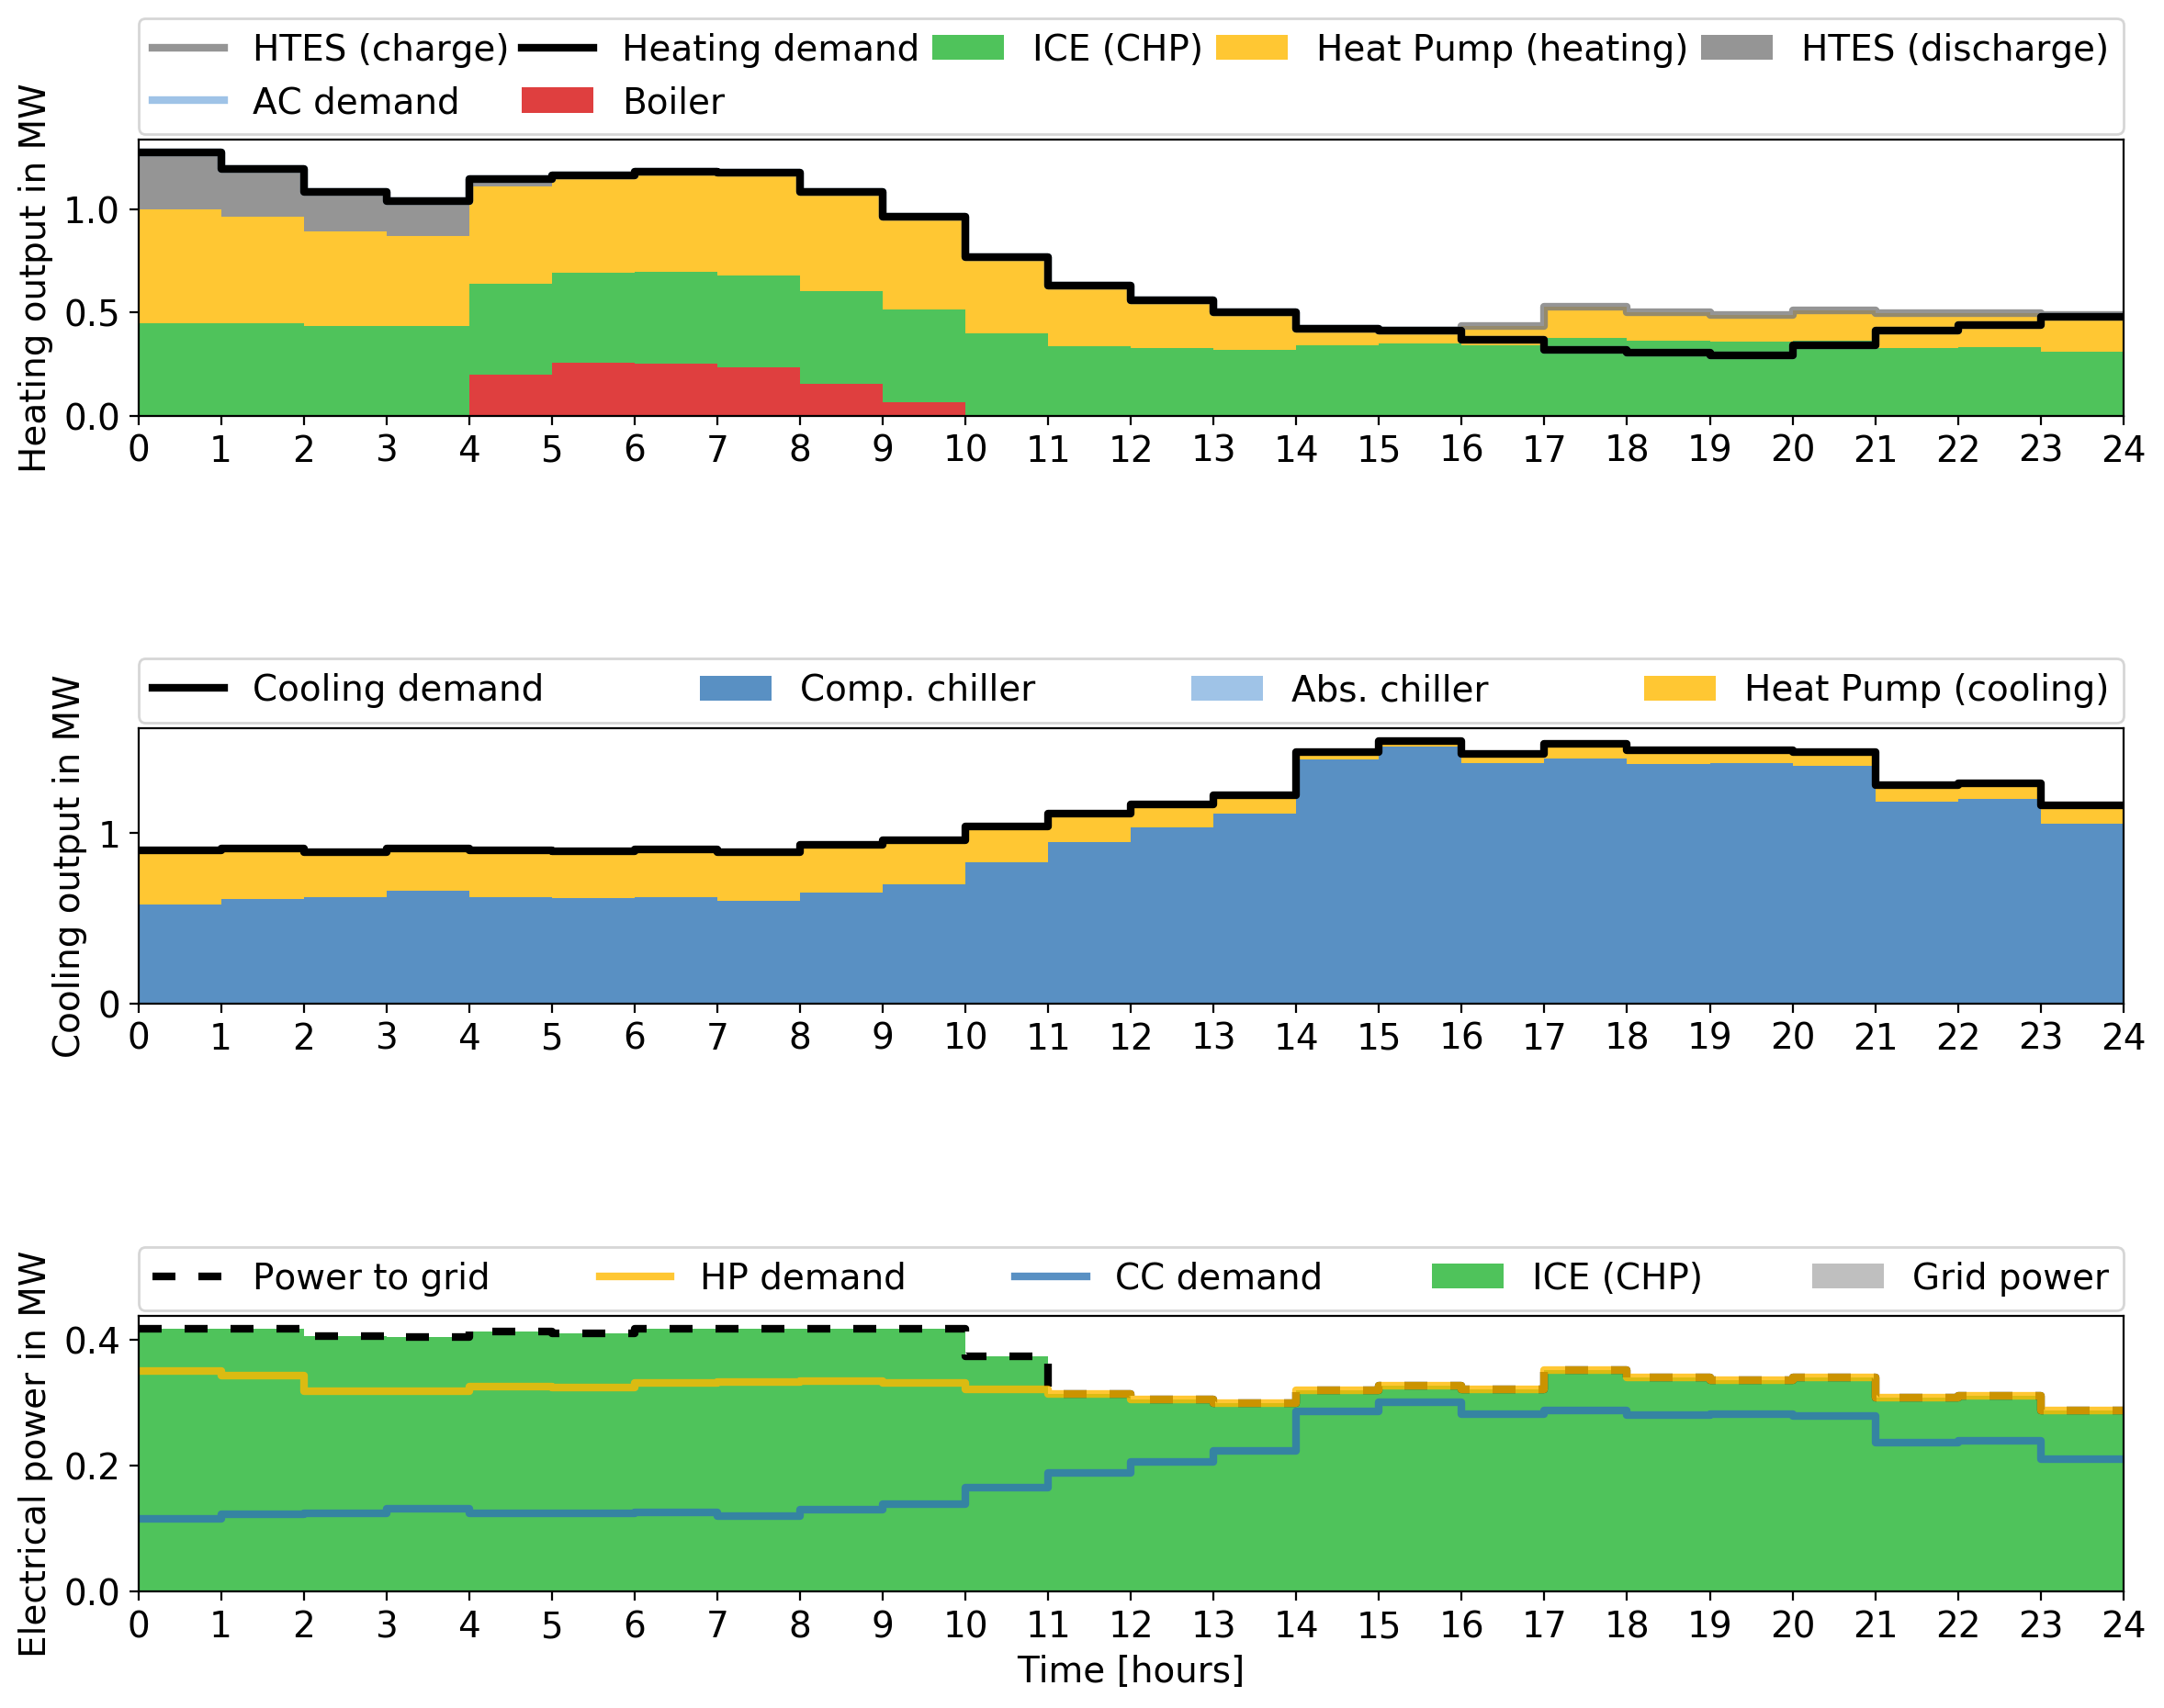 HTES (charge) Heating demand ICE (CHP) Heat Pump (heating) HTES (discharge)
AC demand Boiler
Heating output in MW
1.0
0.5
0.0
0 1 2 3 4 5 6 7 8 9 10 11 12 13 14 15 16 17 18 19 20 21 22 23 24
Cooling demand Comp. chiller Abs. chiller Heat Pump (cooling)
Cooling output in MW
1
0
0 1 2 3 4 5 6 7 8 9 10 11 12 13 14 15 16 17 18 19 20 21 22 23 24
Power to grid HP demand CC demand ICE (CHP) Grid power
Electrical power in MW
0.4
0.2
0.0
0 1 2 3 4 5 6 7 8 9 10 11 12 13 14 15 16 17 18 19 20 21 22 23 24
Time [hours]